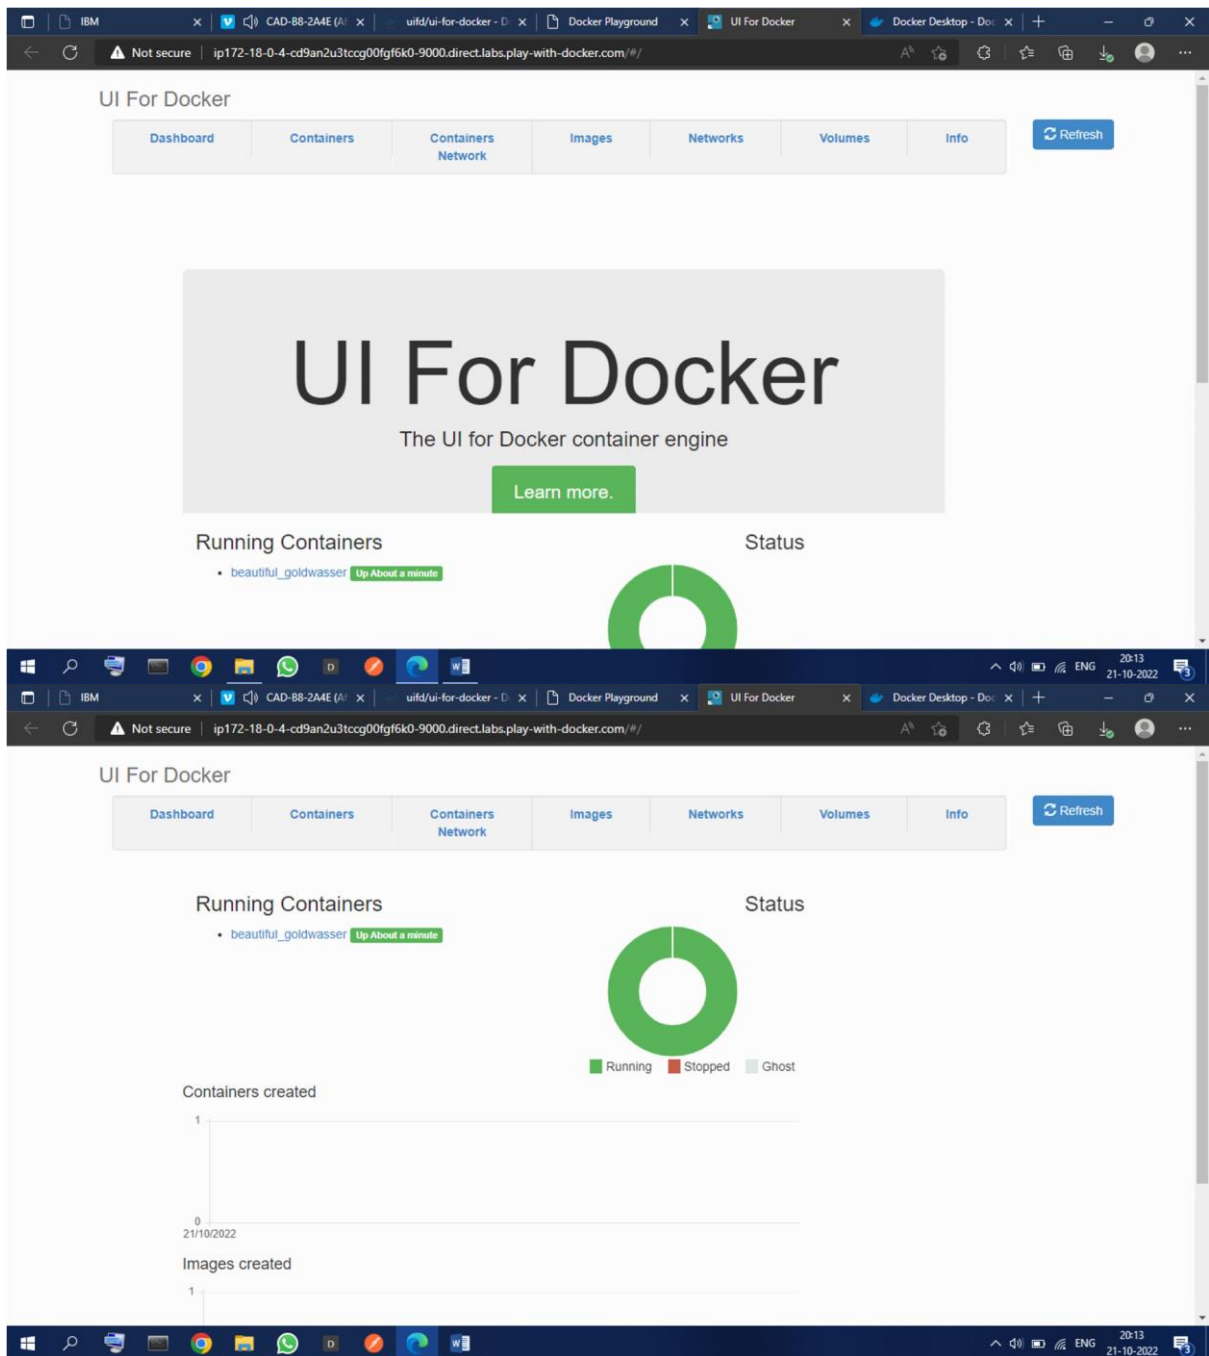 IBM CAD-B8-2A4E (Af uifd/ui-for-docker - D Docker Playground UI For Docker Docker Desktop - Doc
Not secure ip172-18-0-4-cd9an2u3tccg00fgf6k0-9000.direct.labs.play-with-docker.com/#/
UI For Docker
Dashboard Containers Containers Network Images Networks Volumes Info Refresh
UI For Docker
The UI for Docker container engine
Learn more.
Running Containers Status
beautiful_goldwasser Up About a minute
ENG 20:13
21-10-2022 3
IBM CAD-B8-2A4E (Af uifd/ui-for-docker - D Docker Playground UI For Docker Docker Desktop - Doc
Not secure ip172-18-0-4-cd9an2u3tccg00fgf6k0-9000.direct.labs.play-with-docker.com/#/
UI For Docker
Dashboard Containers Containers Network Images Networks Volumes Info Refresh
Running Containers Status
beautiful_goldwasser Up About a minute
Running Stopped Ghost
Containers created
1
0
21/10/2022
Images created
1
ENG 20:13
21-10-2022 3